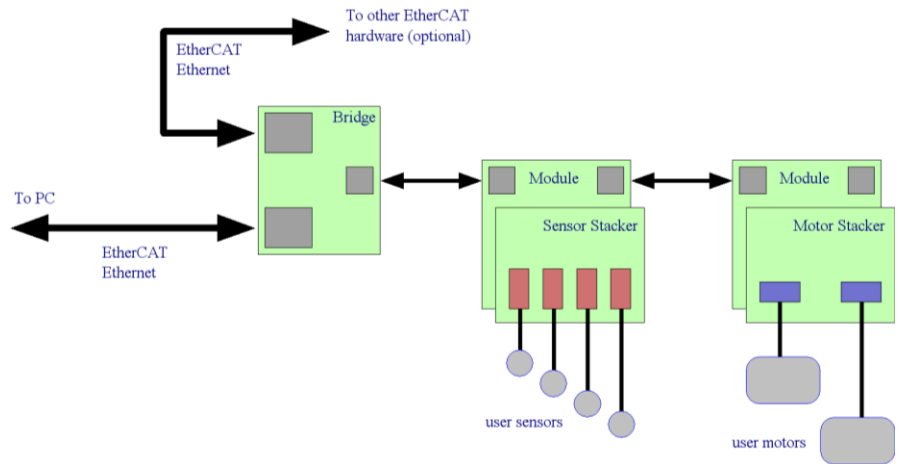 To other EtherCAT
hardware (optional)
EtherCAT
Ethernet
Bridge
To PC
EtherCAT
Ethernet
Module
Sensor Stacker
user sensors
Module
Motor Stacker
user motors